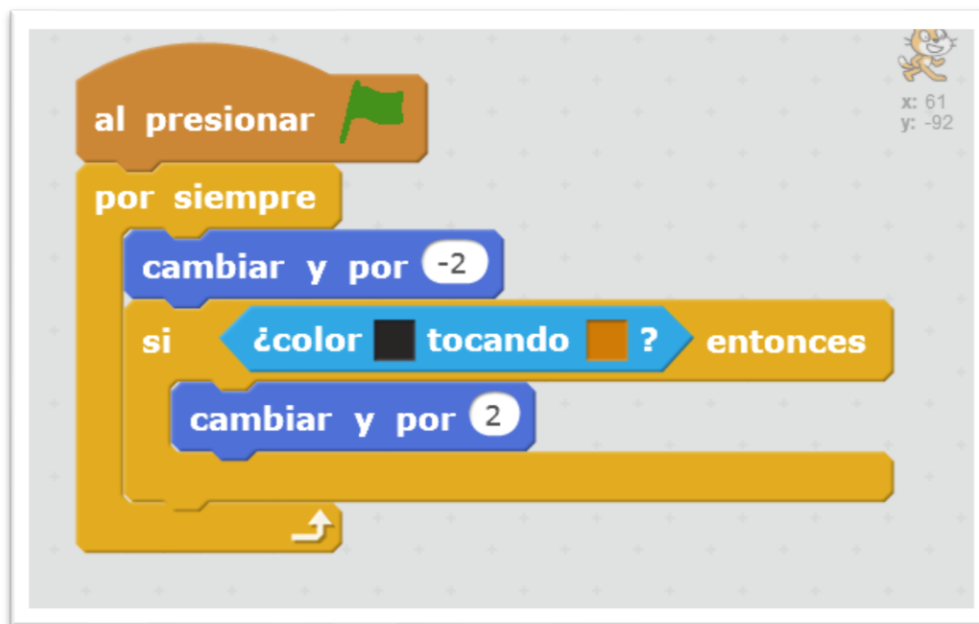 al presionar
x: 61
y: -92
por siempre
cambiar y por -2
si ¿color tocando ? entonces
cambiar y por 2